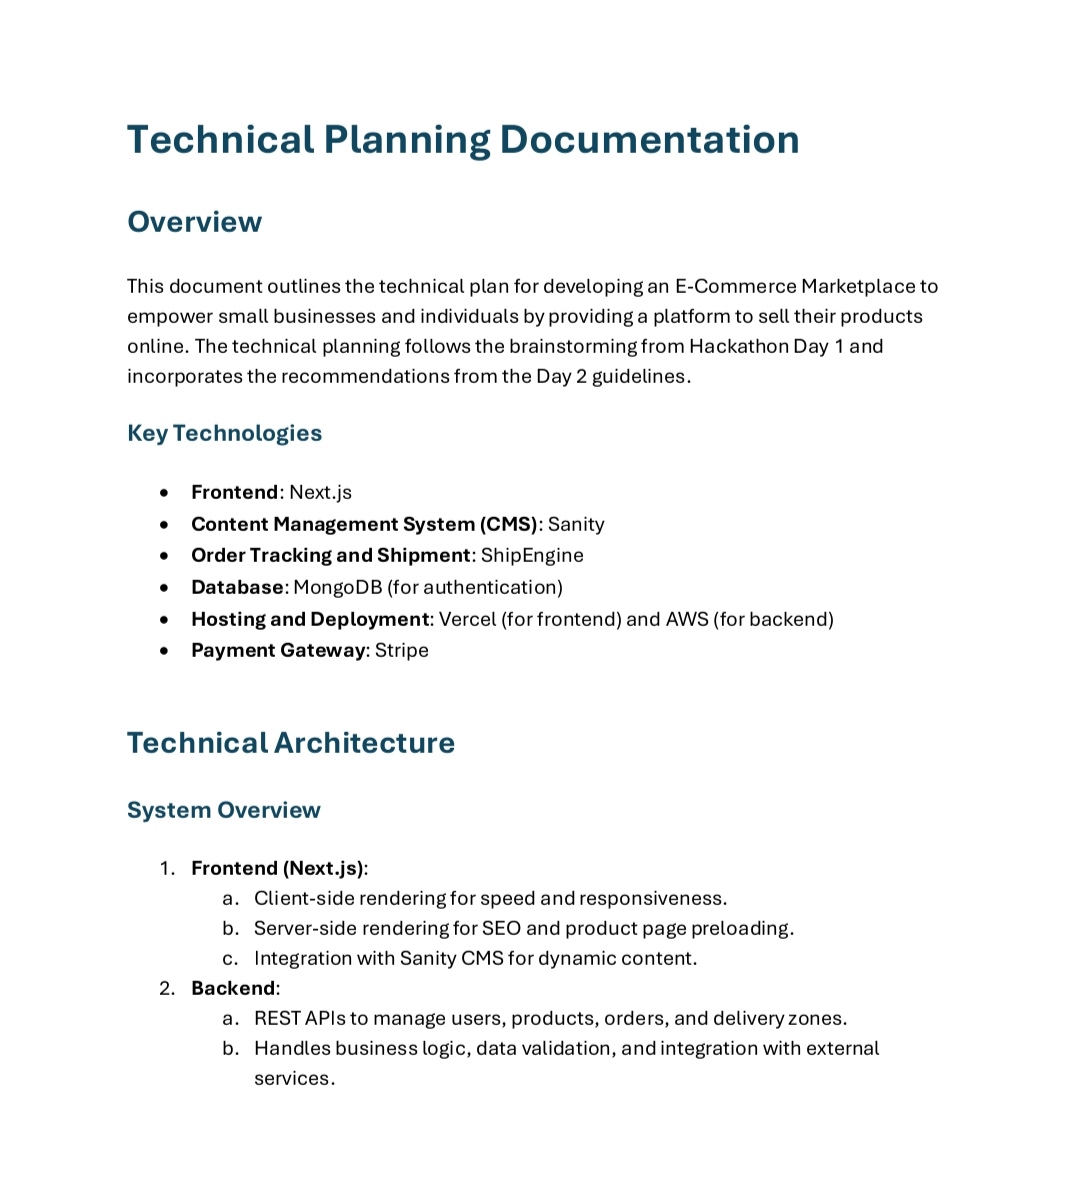 Technical Planning Documentation
Overview
This document outlines the technical plan for developing an E-Commerce Marketplace to
empower small businesses and individuals by providing a platform to sell their products
online. The technical planning follows the brainstorming from Hackathon Day 1 and
incorporates the recommendations from the Day 2 guidelines.
Key Technologies
• Frontend: Next.js
• Content Management System (CMS): Sanity
• Order Tracking and Shipment: ShipEngine
• Database: MongoDB (for authentication)
• Hosting and Deployment: Vercel (for frontend) and AWS (for backend)
• Payment Gateway: Stripe
Technical Architecture
System Overview
1. Frontend (Next.js):
a. Client-side rendering for speed and responsiveness.
b. Server-side rendering for SEO and product page preloading.
c. Integration with Sanity CMS for dynamic content.
2. Backend:
a. REST APIs to manage users, products, orders, and delivery zones.
b. Handles business logic, data validation, and integration with external
services.